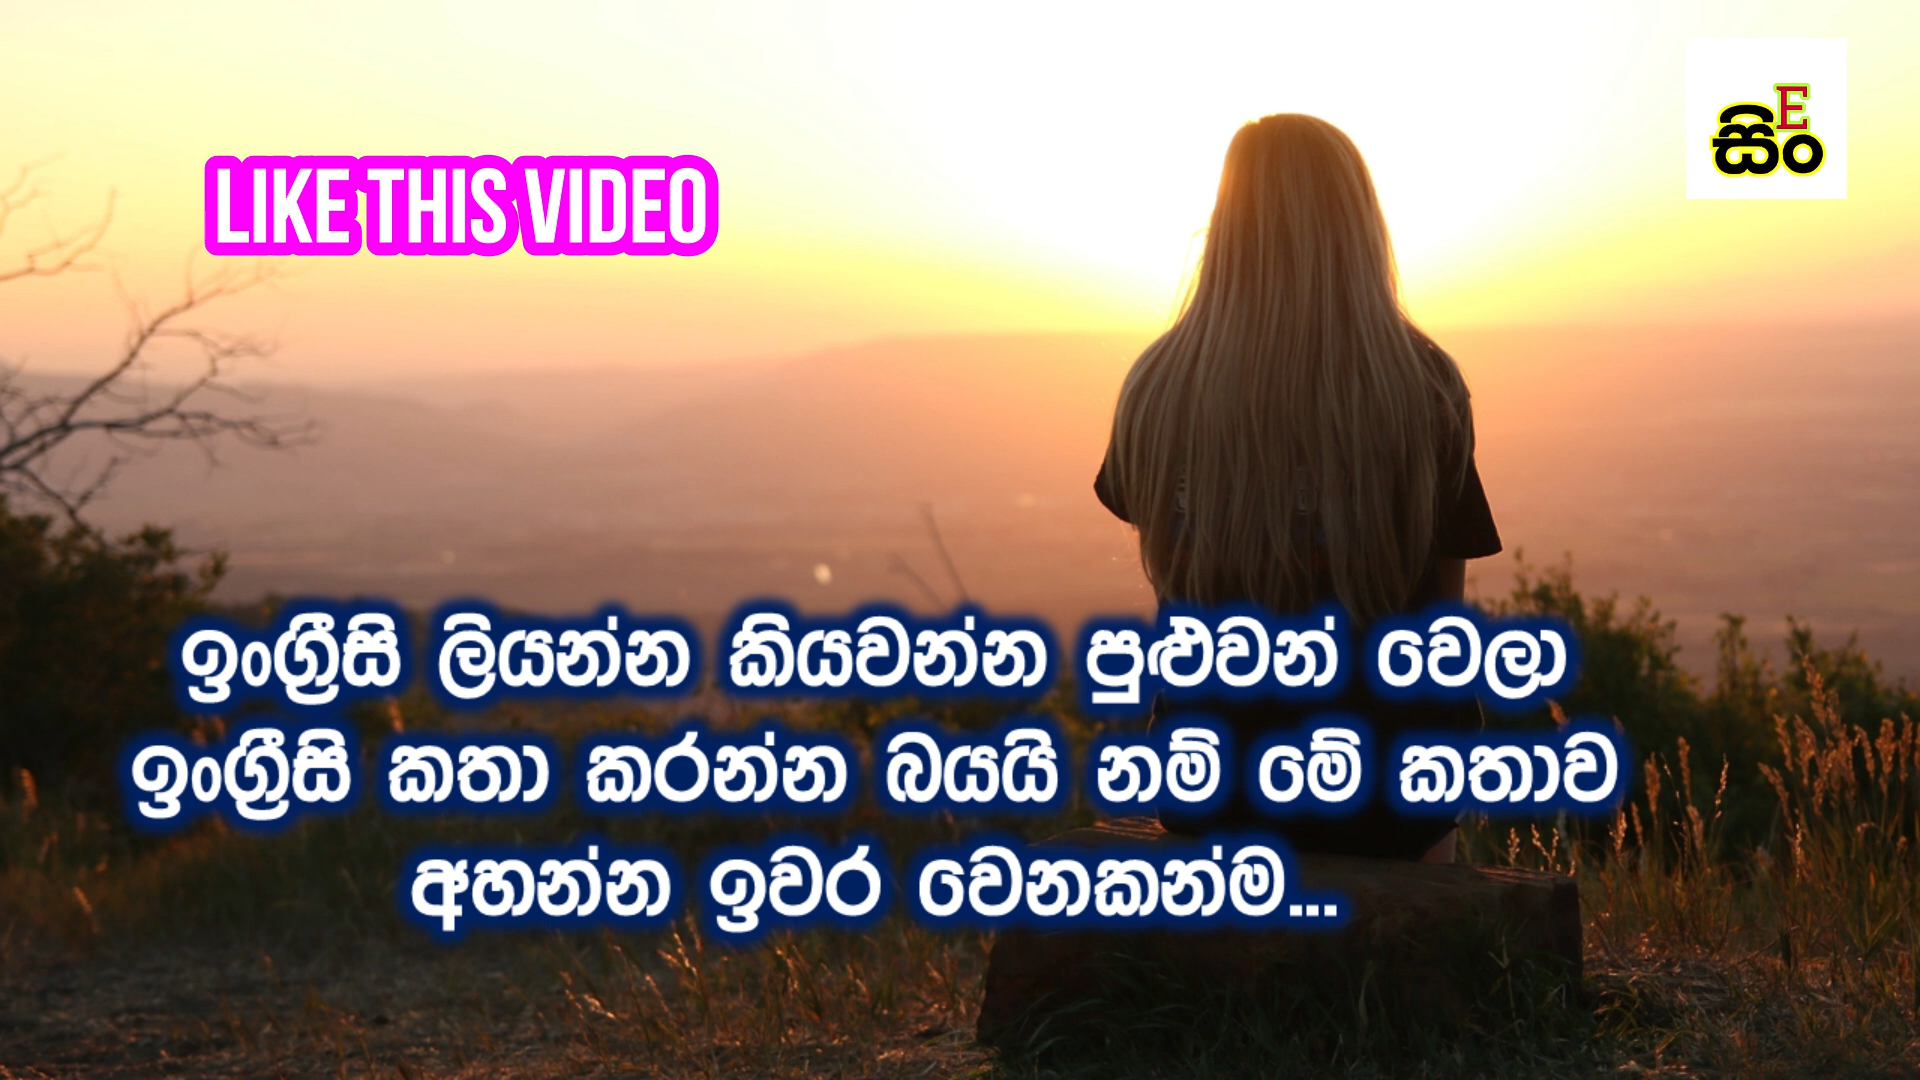 LIKE THIS VIDEO
E
සිං
ඉංග්‍රීසි ලියන්න කියවන්න පුළුවන් වෙලා
ඉංග්‍රීසි කතා කරන්න බයයි නම් මේ කතාව
අහන්න ඉවර වෙනකන්ම...